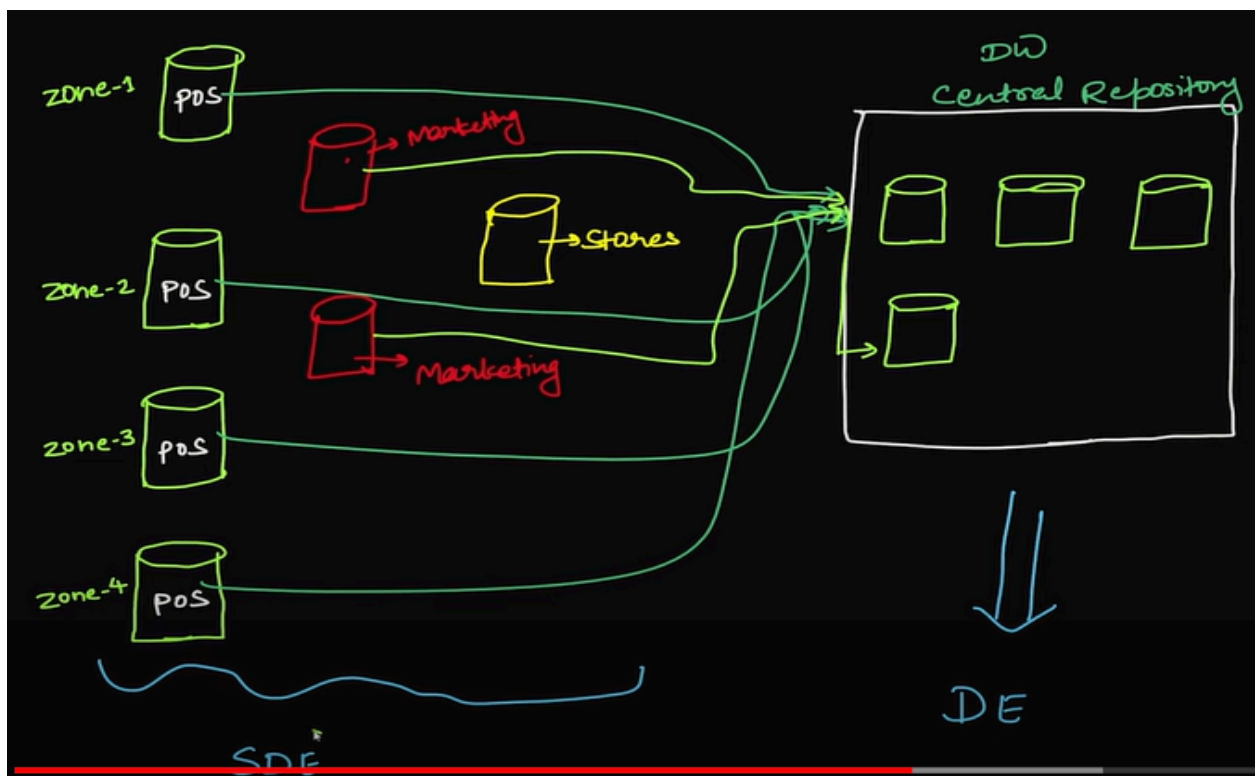 DW
Central Repository
zone-1
POS
Marketing
Stores
zone-2
POS
Marketing
zone-3
POS
zone-4
POS
DE
SDE